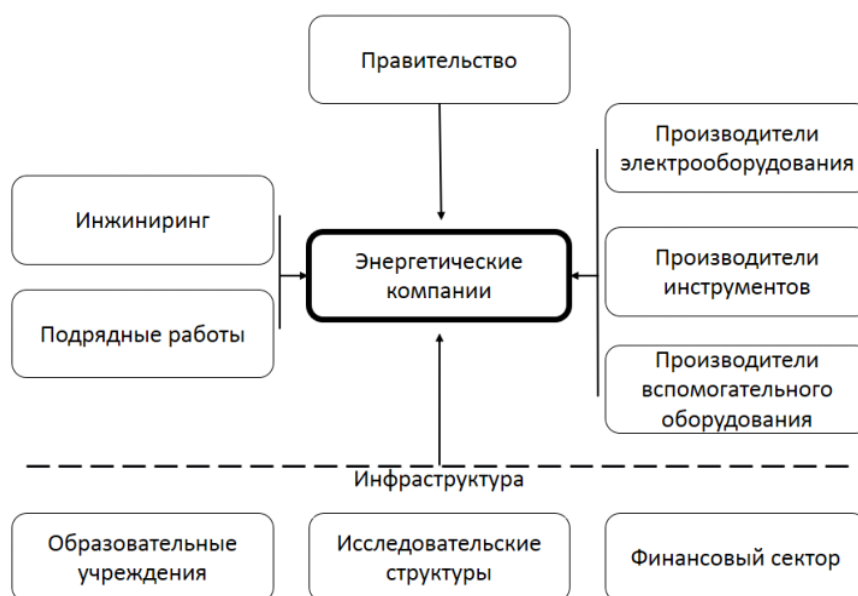 Правительство
Производители
электрооборудования
Инжиниринг
Энергетические
компании
Производители
инструментов
Подрядные работы
Производители
вспомогательного
оборудования
Инфраструктура
Образовательные
учреждения
Исследовательские
структуры
Финансовый сектор